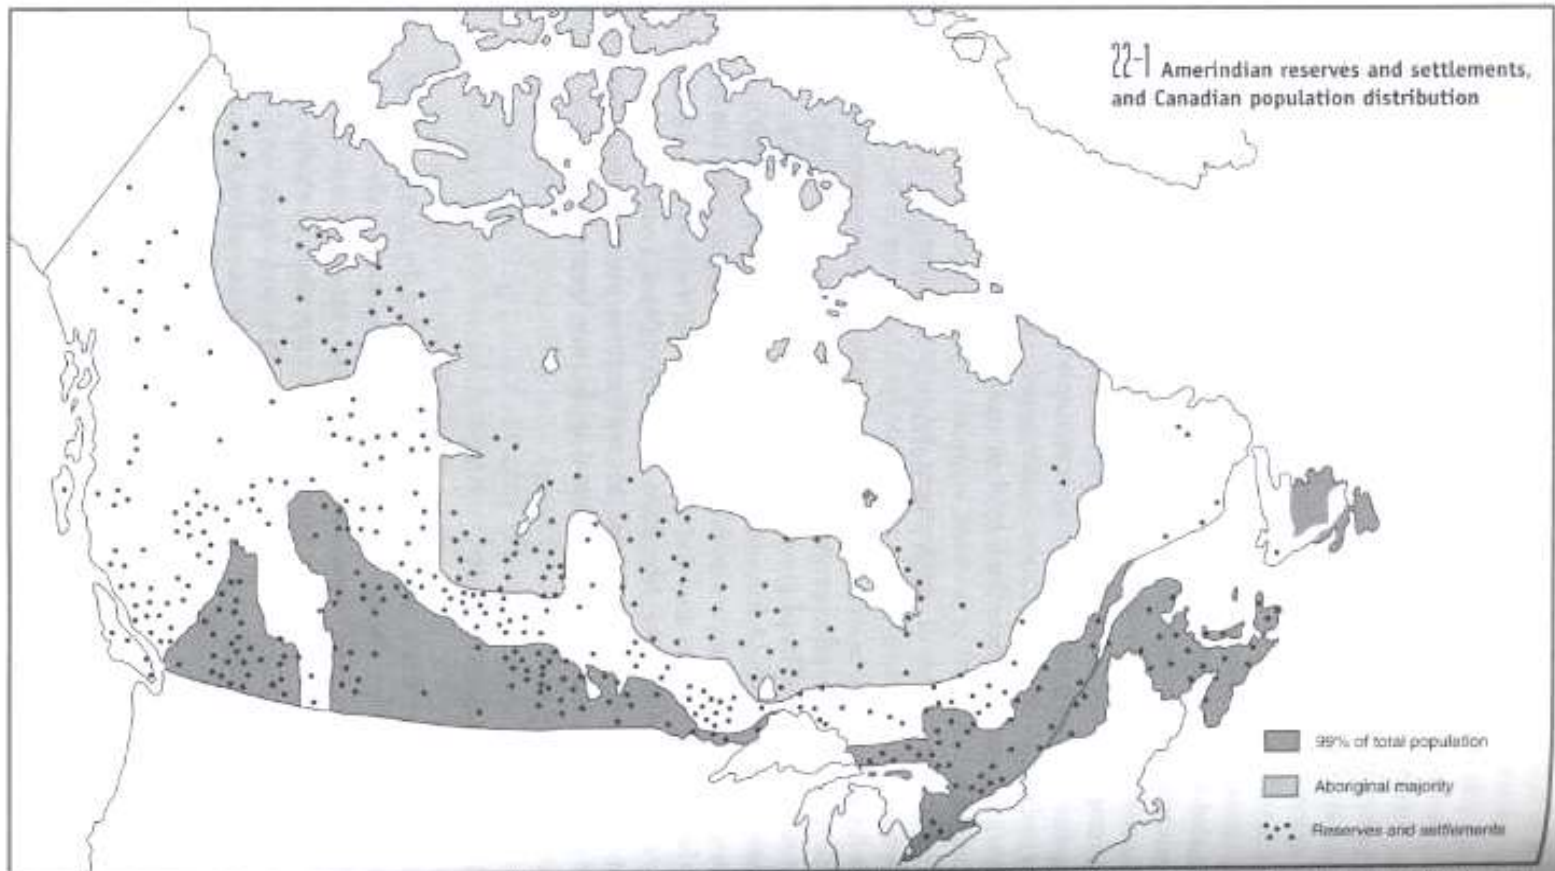 22-1 Amerindian reserves and settlements,
and Canadian population distribution
99% of total population
Aboriginal majority
Reserves and settlements